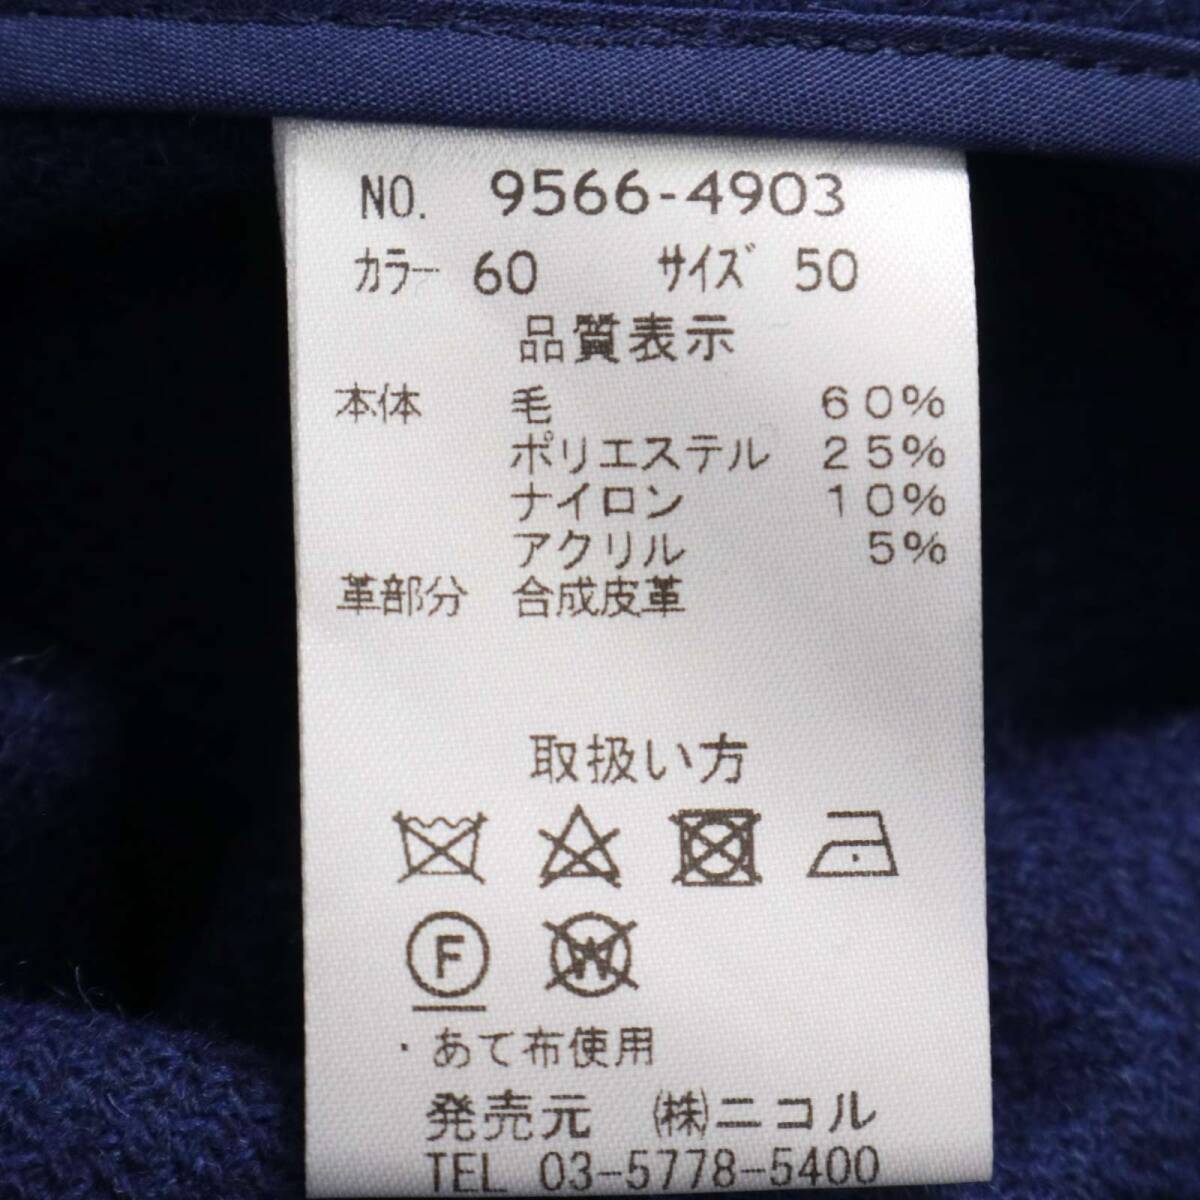 NO. 9566-4903
カラー 60 サイズ 50
品質表示
本体 毛 60%
ポリエステル 25%
ナイロン 10%
アクリル 5%
革部分 合成皮革
取扱い方
F W
・あて布使用
発売元 (株)ニコル
TEL 03-5778-5400